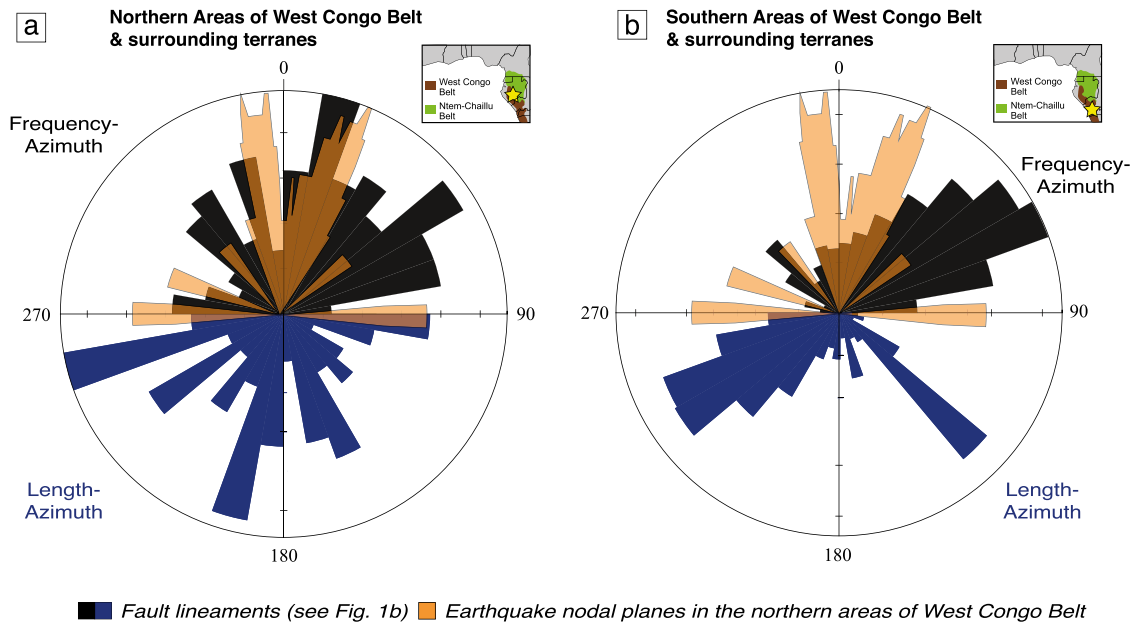 a
Northern Areas of West Congo Belt
& surrounding terranes
West Congo
Belt
Ntem-Chaillu
Belt
0
Frequency-
Azimuth
270
90
Length-
Azimuth
180
b
Southern Areas of West Congo Belt
& surrounding terranes
West Congo
Belt
Ntem-Chaillu
Belt
0
Frequency-
Azimuth
270
90
Length-
Azimuth
180
Fault lineaments (see Fig. 1b) Earthquake nodal planes in the northern areas of West Congo Belt